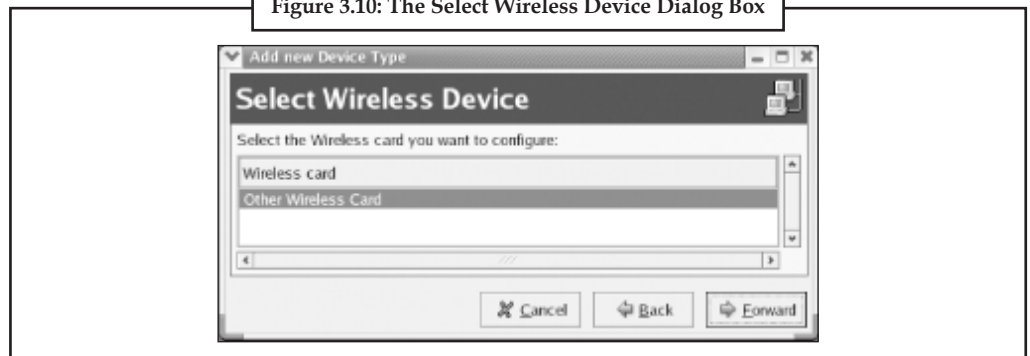 Figure 3.10: The Select Wireless Device Dialog Box
Add new Device Type
Select Wireless Device
Select the Wireless card you want to configure:
Wireless card
Other Wireless Card
Cancel
Back
Forward